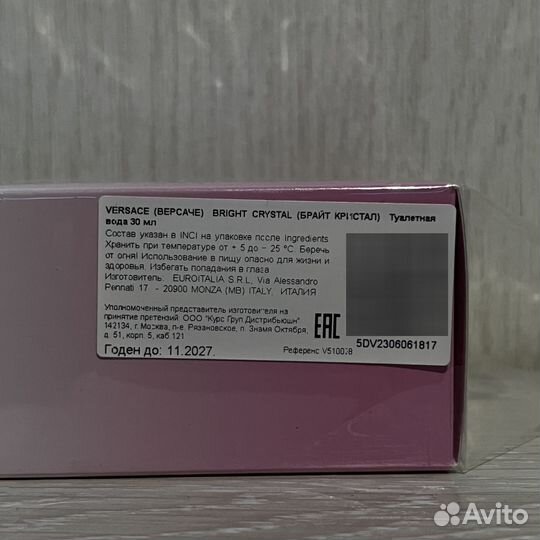 VERSACE (ВЕРСАЧЕ) BRIGHT CRYSTAL (БРАЙТ КРИСТАЛ) Туалетная
вода 30 мл
Состав указан в INCI на упаковке после Ingredients
Хранить при температуре от + 5 до - 25 °C. Беречь
от огня! Использование в пищу опасно для жизни и
здоровья. Избегать попадания в глаза
Изготовитель: EUROITALIA S.R.L, Via Alessandro
Pennati 17 - 20900 MONZA (MB) ITALY, ИТАЛИЯ
Уполномоченный представитель изготовителя на
принятие претензий: ООО "Курс Груп Дистрибьюшн"
142134, г. Москва, п-е. Рязановское, п. Знамя Октября,
д. 51, корп. 5, каб 121
Годен до: 11.2027.
EAC
Референс V510028
5DV2306061817
Avito